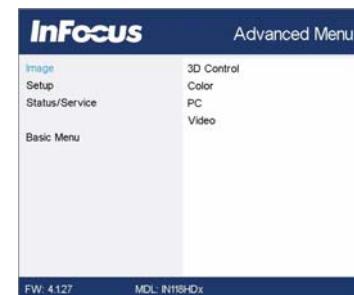 InFocus
Advanced Menu
Image
Setup
Status/Service
Basic Menu
3D Control
Color
PC
Video
FW: 4.127
MDL: IN118HDx